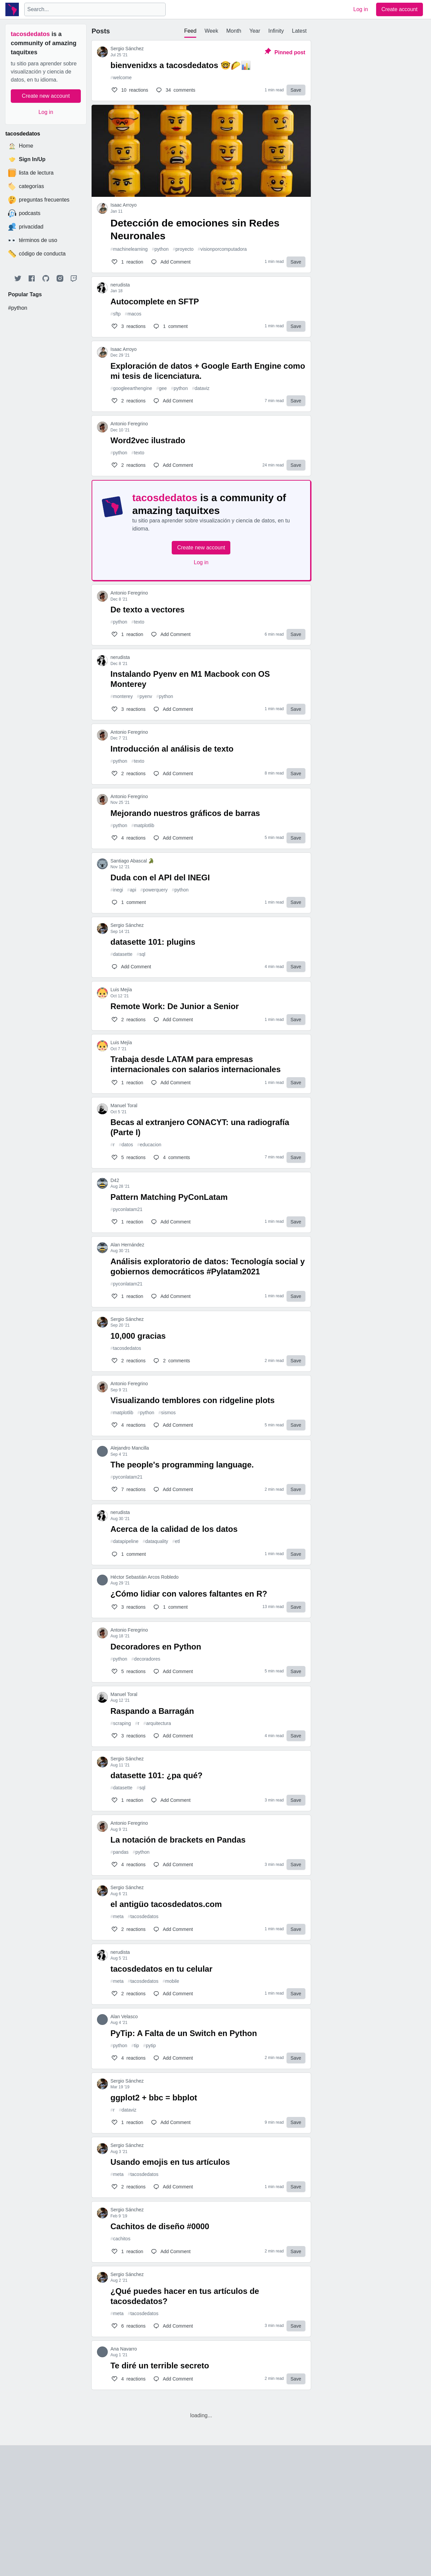 Search...
Log in
Create account
tacosdedatos is a community of amazing taquitxes
tu sitio para aprender sobre visualización y ciencia de datos, en tu idioma.
Create new account
Log in
tacosdedatos
Home
Sign In/Up
lista de lectura
categorías
preguntas frecuentes
podcasts
privacidad
términos de uso
código de conducta
Popular Tags
#python
Posts
Feed
Week
Month
Year
Infinity
Latest
Sergio Sánchez
Jul 25 '21
Pinned post
bienvenidxs a tacosdedatos 🤓🌮
#welcome
10 reactions
34 comments
1 min read
Save
Isaac Arroyo
Jan 11
Detección de emociones sin Redes Neuronales
#machinelearning #python #proyecto #visionporcomputadora
1 reaction
Add Comment
Save
nerudista
Autocomplete en SFTP
#sftp #macos
3 reactions
1 comment
1 min read
Save
Isaac Arroyo
Dec 28 '21
Exploración de datos + Google Earth Engine como mi tesis de licenciatura.
#googleearthengine #gee #python #dataviz
2 reactions
Add Comment
7 min read
Save
Antonio Feregrino
Dec 10 '21
Word2vec ilustrado
#python #texto
2 reactions
Add Comment
24 min read
Save
tacosdedatos is a community of amazing taquitxes
tu sitio para aprender sobre visualización y ciencia de datos, en tu idioma.
Create new account
Log in
Antonio Feregrino
Dec 8 '21
De texto a vectores
#python #texto
1 reaction
Add Comment
6 min read
Save
nerudista
Dec 8 '21
Instalando Pyenv en M1 Macbook con OS Monterey
#monterey #pyenv #python
3 reactions
Add Comment
1 min read
Save
Antonio Feregrino
Dec 7 '21
Introducción al análisis de texto
#python #texto
2 reactions
Add Comment
8 min read
Save
Antonio Feregrino
Nov 28 '21
Mejorando nuestros gráficos de barras
#python #matplotlib
4 reactions
Add Comment
5 min read
Save
Santiago Abascal
Nov 12 '21
Duda con el API del INEGI
#inegi #api #powerquery #python
1 comment
1 min read
Save
Sergio Sánchez
Sep 14 '21
datasette 101: plugins
#datasette #sql
Add Comment
4 min read
Save
Luis Mejía
Oct 12 '21
Remote Work: De Junior a Senior
2 reactions
Add Comment
1 min read
Save
Luis Mejía
Oct 7 '21
Trabaja desde LATAM para empresas internacionales con salarios internacionales
1 reaction
Add Comment
1 min read
Save
Manuel Toral
Oct 5 '21
Becas al extranjero CONACYT: una radiografía (Parte I)
#r #datos #educacion
5 reactions
4 comments
7 min read
Save
D42
Aug 28 '21
Pattern Matching PyConLatam
#pyconlatam21
1 reaction
Add Comment
1 min read
Save
Alan Hernández
Aug 30 '21
Análisis exploratorio de datos: Tecnología social y gobiernos democráticos #Pylatam2021
#pyconlatam21
1 reaction
Add Comment
1 min read
Save
Sergio Sánchez
Sep 20 '21
10,000 gracias
#tacosdedatos
2 reactions
2 comments
2 min read
Save
Antonio Feregrino
Sep 9 '21
Visualizando temblores con ridgeline plots
#matplotlib #python #sismos
4 reactions
Add Comment
5 min read
Save
Alejandro Mancilla
Sep 4 '21
The people's programming language.
#pyconlatam21
7 reactions
Add Comment
2 min read
Save
nerudista
Aug 30 '21
Acerca de la calidad de los datos
#datapipeline #dataquality #etl
1 comment
1 min read
Save
Héctor Sebastián Arcos Robledo
Aug 29 '21
¿Cómo lidiar con valores faltantes en R?
3 reactions
1 comment
13 min read
Save
Antonio Feregrino
Aug 18 '21
Decoradores en Python
#python #decoradores
5 reactions
Add Comment
5 min read
Save
Manuel Toral
Aug 12 '21
Raspando a Barragán
#scraping #r #arquitectura
3 reactions
Add Comment
4 min read
Save
Sergio Sánchez
Aug 11 '21
datasette 101: ¿pa qué?
#datasette #sql
1 reaction
Add Comment
3 min read
Save
Antonio Feregrino
Aug 9 '21
La notación de brackets en Pandas
#pandas #python
4 reactions
Add Comment
3 min read
Save
Sergio Sánchez
Aug 6 '21
el antigüo tacosdedatos.com
#meta #tacosdedatos
2 reactions
Add Comment
1 min read
Save
nerudista
Aug 5 '21
tacosdedatos en tu celular
#meta #tacosdedatos #mobile
2 reactions
Add Comment
1 min read
Save
Alan Velasco
Aug 4 '21
PyTip: A Falta de un Switch en Python
#python #tip #pytip
4 reactions
Add Comment
2 min read
Save
Sergio Sánchez
Mar 19 '19
ggplot2 + bbc = bbplot
#r #dataviz
1 reaction
Add Comment
9 min read
Save
Sergio Sánchez
Aug 3 '21
Usando emojis en tus artículos
#meta #tacosdedatos
2 reactions
Add Comment
1 min read
Save
Sergio Sánchez
Feb 9 '19
Cachitos de diseño #0000
#cachitos
1 reaction
Add Comment
2 min read
Save
Sergio Sánchez
Aug 2 '21
¿Qué puedes hacer en tus artículos de tacosdedatos?
#meta #tacosdedatos
6 reactions
Add Comment
3 min read
Save
Ana Navarro
Aug 1 '21
Te diré un terrible secreto
4 reactions
Add Comment
2 min read
Save
loading...